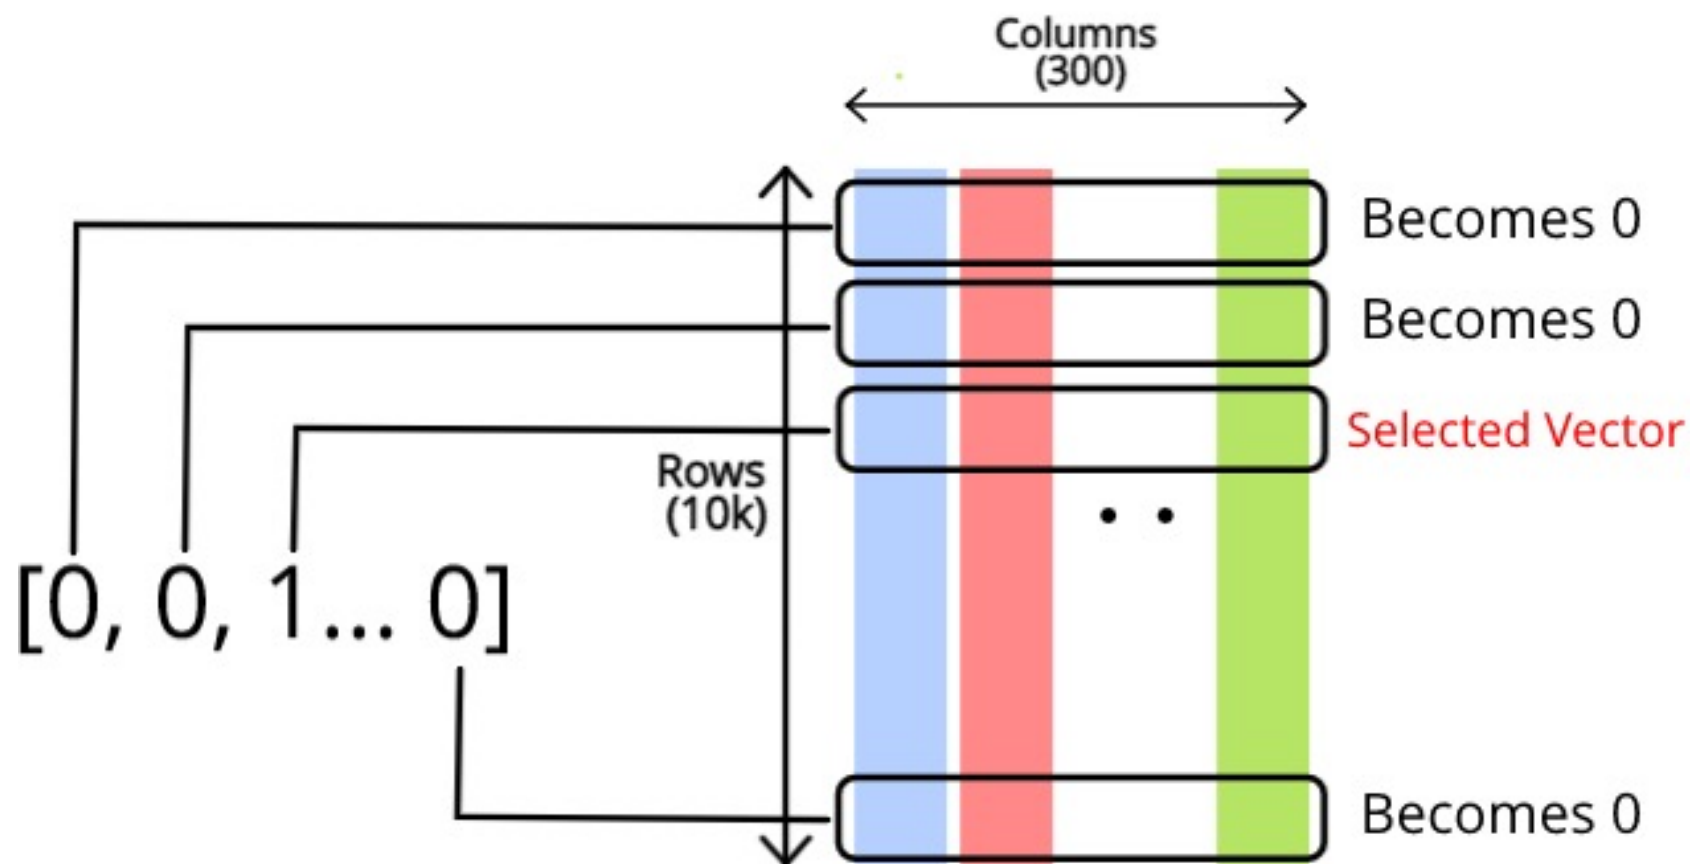 Columns
(300)
Becomes 0
Becomes 0
Selected Vector
Rows
(10k)
[0, 0, 1... 0]
Becomes 0